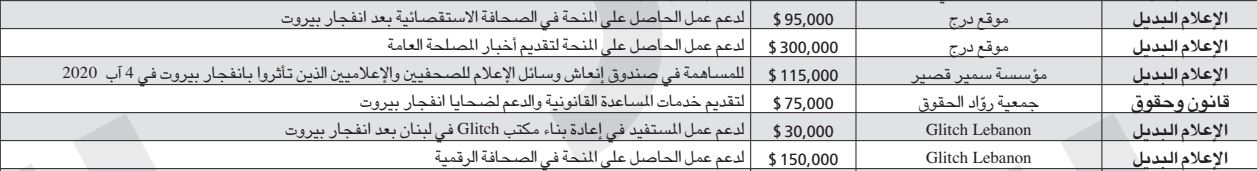 الإعلام البديل موقع درج $ 95,000 لدعم عمل الحاصل على المنحة في الصحافة الاستقصائية بعد انفجار بيروت
الإعلام البديل موقع درج $ 300,000 لدعم عمل الحاصل على المنحة لتقديم أخبار المصلحة العامة
الإعلام البديل مؤسسة سمير قصير $ 115,000 للمساهمة في صندوق إنعاش وسائل الإعلام للصحفيين والإعلاميين الذين تأثروا بانفجار بيروت في 4 آب 2020
قانون وحقوق جمعية روّاد الحقوق $ 75,000 لتقديم خدمات المساعدة القانونية والدعم لضحايا انفجار بيروت
الإعلام البديل Glitch Lebanon $ 30,000 لدعم عمل المستفيد في إعادة بناء مكتب Glitch في لبنان بعد انفجار بيروت
الإعلام البديل Glitch Lebanon $ 150,000 لدعم عمل الحاصل على المنحة في الصحافة الرقمية